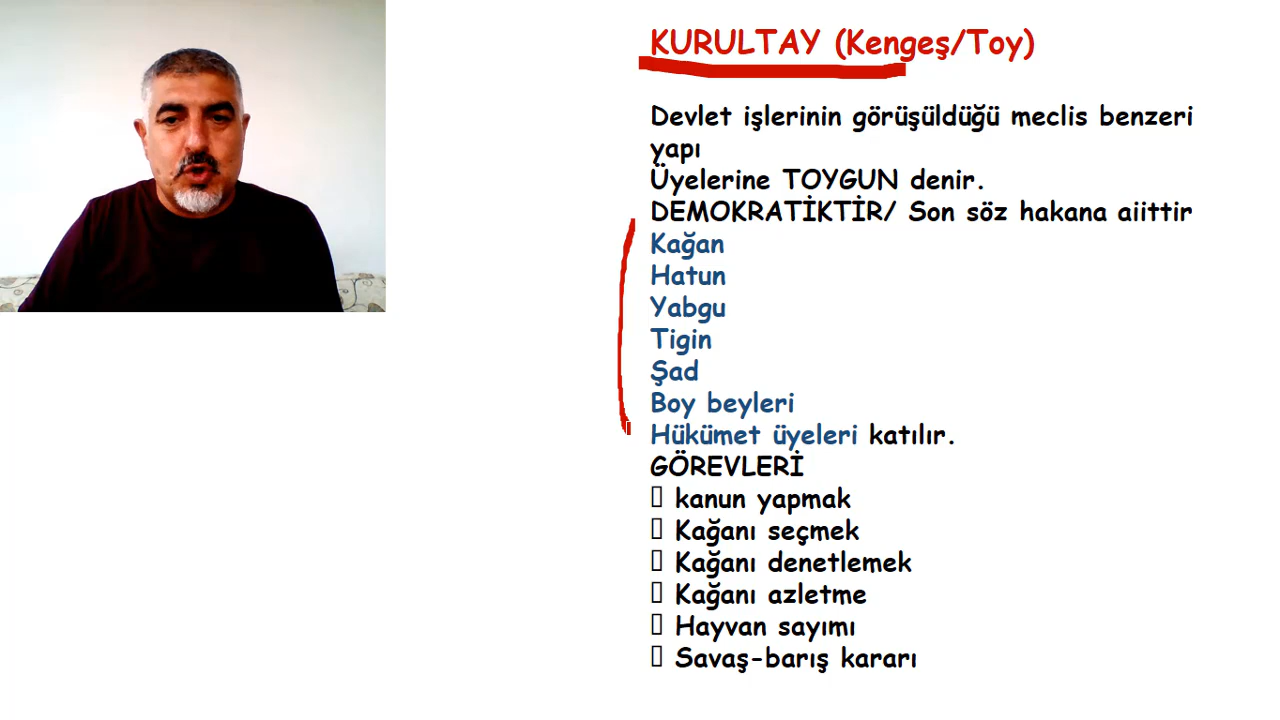 KURULTAY (Kengeş/Toy)
Devlet işlerinin görüşüldüğü meclis benzeri
yapı
Üyelerine TOYGUN denir.
DEMOKRATİKTİR/ Son söz hakana aiittir
Kağan
Hatun
Yabgu
Tigin
Şad
Boy beyleri
Hükümet üyeleri katılır.
GÖREVLERİ
kanun yapmak
Kağanı seçmek
Kağanı denetlemek
Kağanı azletme
Hayvan sayımı
Savaş-barış kararı